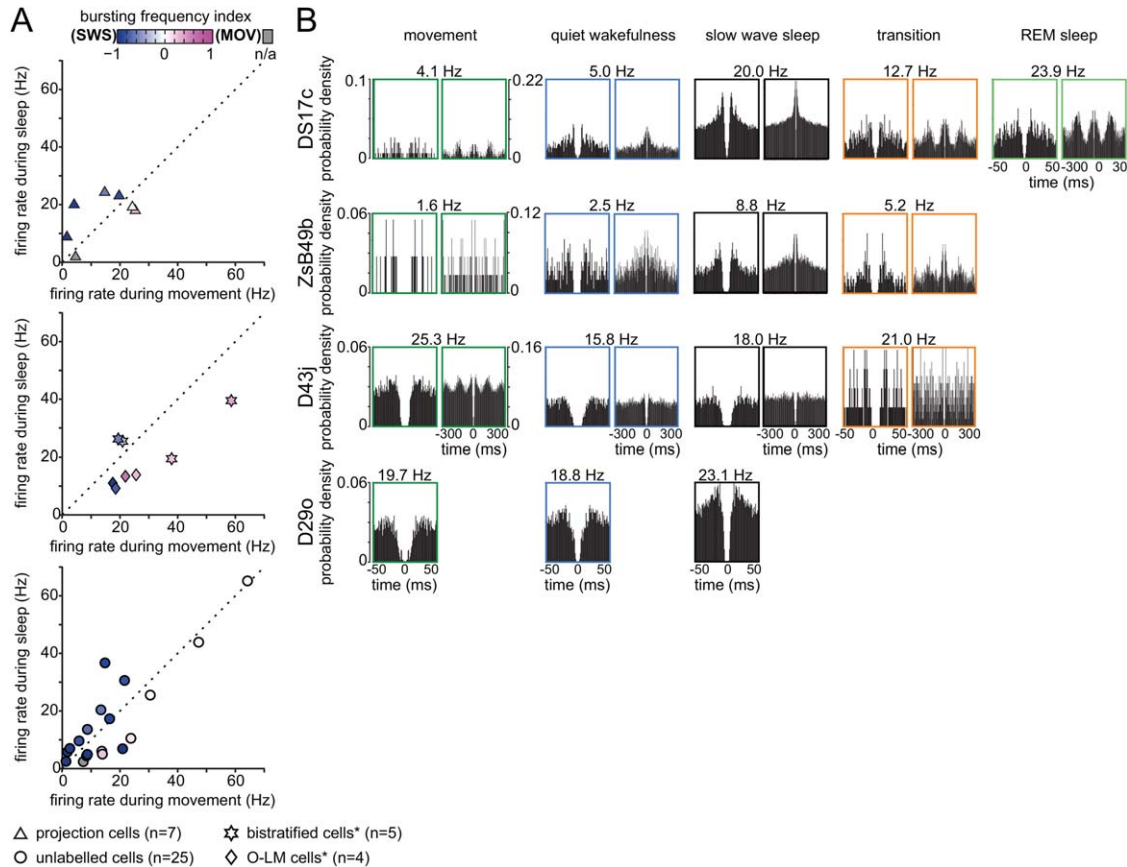 A
bursting frequency index
(SWS) (MOV)
−1 0 1 n/a
firing rate during sleep (Hz)
70
60
40
20
0
0 20 40 60
firing rate during movement (Hz)
firing rate during sleep (Hz)
70
60
40
20
0
0 20 40 60
firing rate during movement (Hz)
firing rate during sleep (Hz)
70
60
40
20
0
0 20 40 60
firing rate during movement (Hz)
projection cells (n=7)
bistratified cells* (n=5)
unlabelled cells (n=25)
O-LM cells* (n=4)
B
movement quiet wakefulness slow wave sleep transition REM sleep
DS17c
probability density
0.1
0
4.1 Hz 5.0 Hz 20.0 Hz 12.7 Hz 23.9 Hz
0.22
0
-50 0 50 -300 0 30
time (ms)
ZsB49b
probability density
0.06
0
1.6 Hz 2.5 Hz 8.8 Hz 5.2 Hz
0.12
0
D43j
probability density
0.06
0
25.3 Hz 15.8 Hz 18.0 Hz 21.0 Hz
0.16
0
-300 0 300 -300 0 300 -300 0 300 -50 0 50 -300 0 300
time (ms) time (ms) time (ms) time (ms)
D29o
probability density
0.06
0
19.7 Hz 18.8 Hz 23.1 Hz
-50 0 50 -50 0 50 -50 0 50
time (ms) time (ms) time (ms)